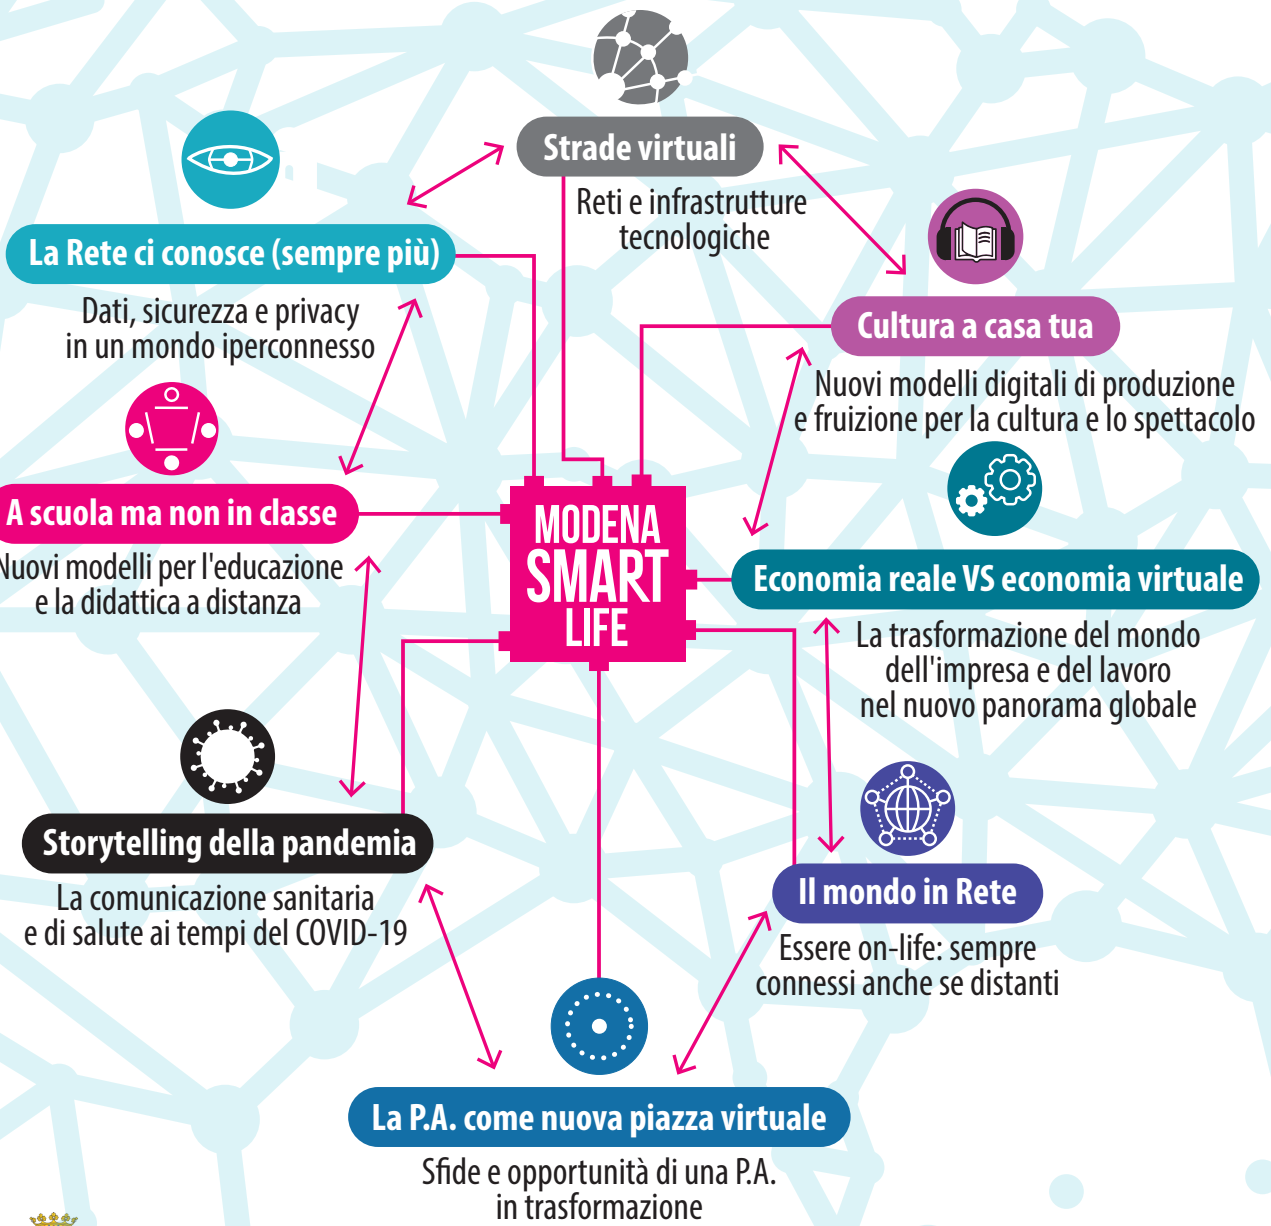 Strade virtuali
Reti e infrastrutture
tecnologiche
La Rete ci conosce (sempre più)
Dati, sicurezza e privacy
in un mondo iperconnesso
Cultura a casa tua
Nuovi modelli digitali di produzione
e fruizione per la cultura e lo spettacolo
A scuola ma non in classe
Nuovi modelli per l'educazione
e la didattica a distanza
MODENA
SMART
LIFE
Economia reale VS economia virtuale
La trasformazione del mondo
dell'impresa e del lavoro
nel nuovo panorama globale
Storytelling della pandemia
La comunicazione sanitaria
e di salute ai tempi del COVID-19
Il mondo in Rete
Essere on-life: sempre
connessi anche se distanti
La P.A. come nuova piazza virtuale
Sfide e opportunità di una P.A.
in trasformazione